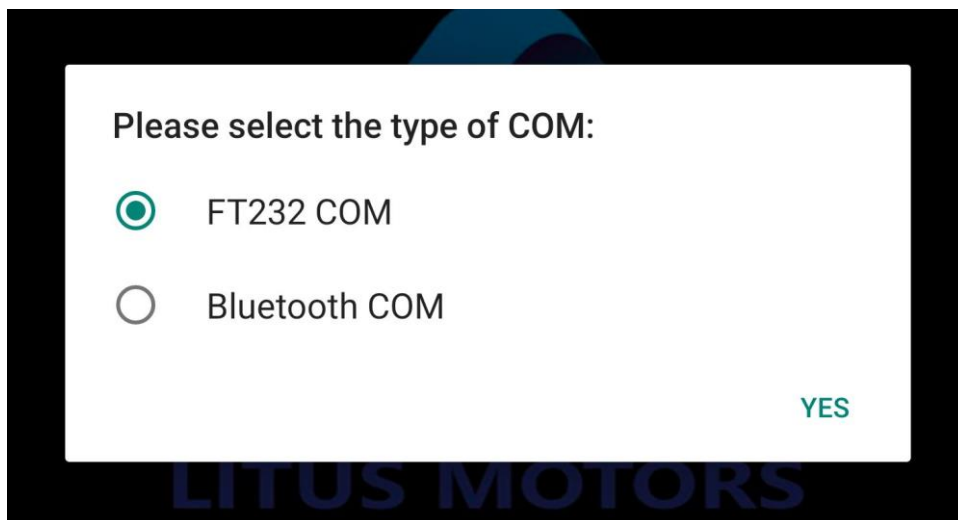 Please select the type of COM:
FT232 COM
Bluetooth COM
YES
LITUS MOTORS